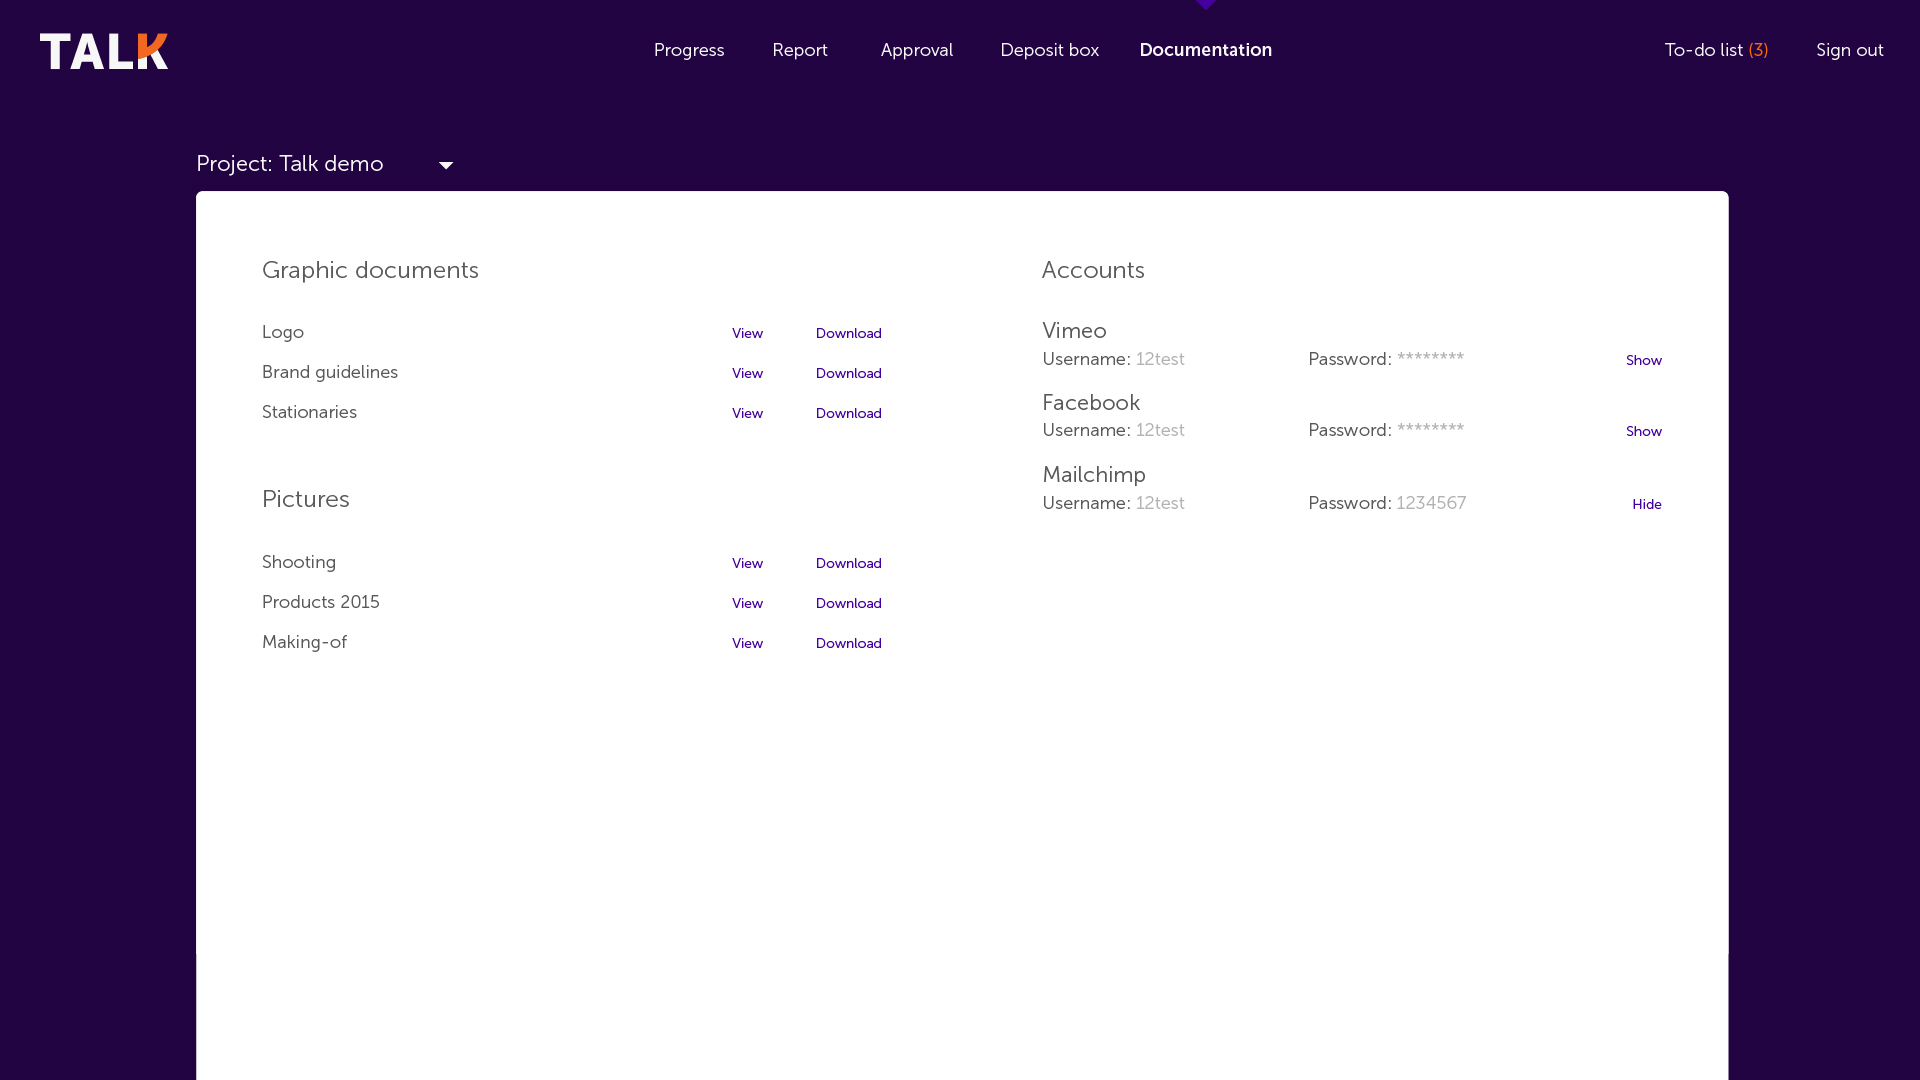 TALK
Progress Report Approval Deposit box Documentation
To-do list (3) Sign out
Project: Talk demo
Graphic documents
Logo View Download
Brand guidelines View Download
Stationaries View Download
Pictures
Shooting View Download
Products 2015 View Download
Making-of View Download
Accounts
Vimeo
Username: 12test Password: ******** Show
Facebook
Username: 12test Password: ******** Show
Mailchimp
Username: 12test Password: 1234567 Hide